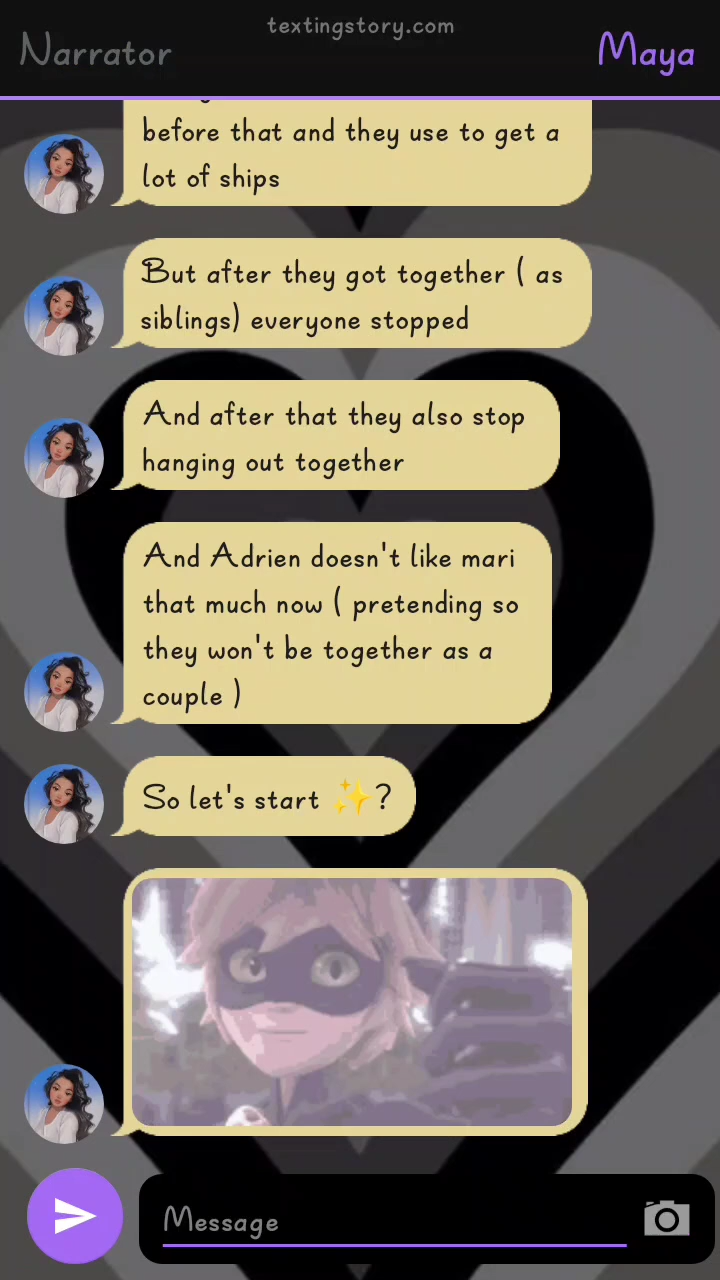 textingstory.com
Narrator
Maya
before that and they use to get a
lot of ships
But after they got together ( as
siblings) everyone stopped
And after that they also stop
hanging out together
And Adrien doesn't like mari
that much now ( pretending so
they won't be together as a
couple )
So let's start ✨?
Message